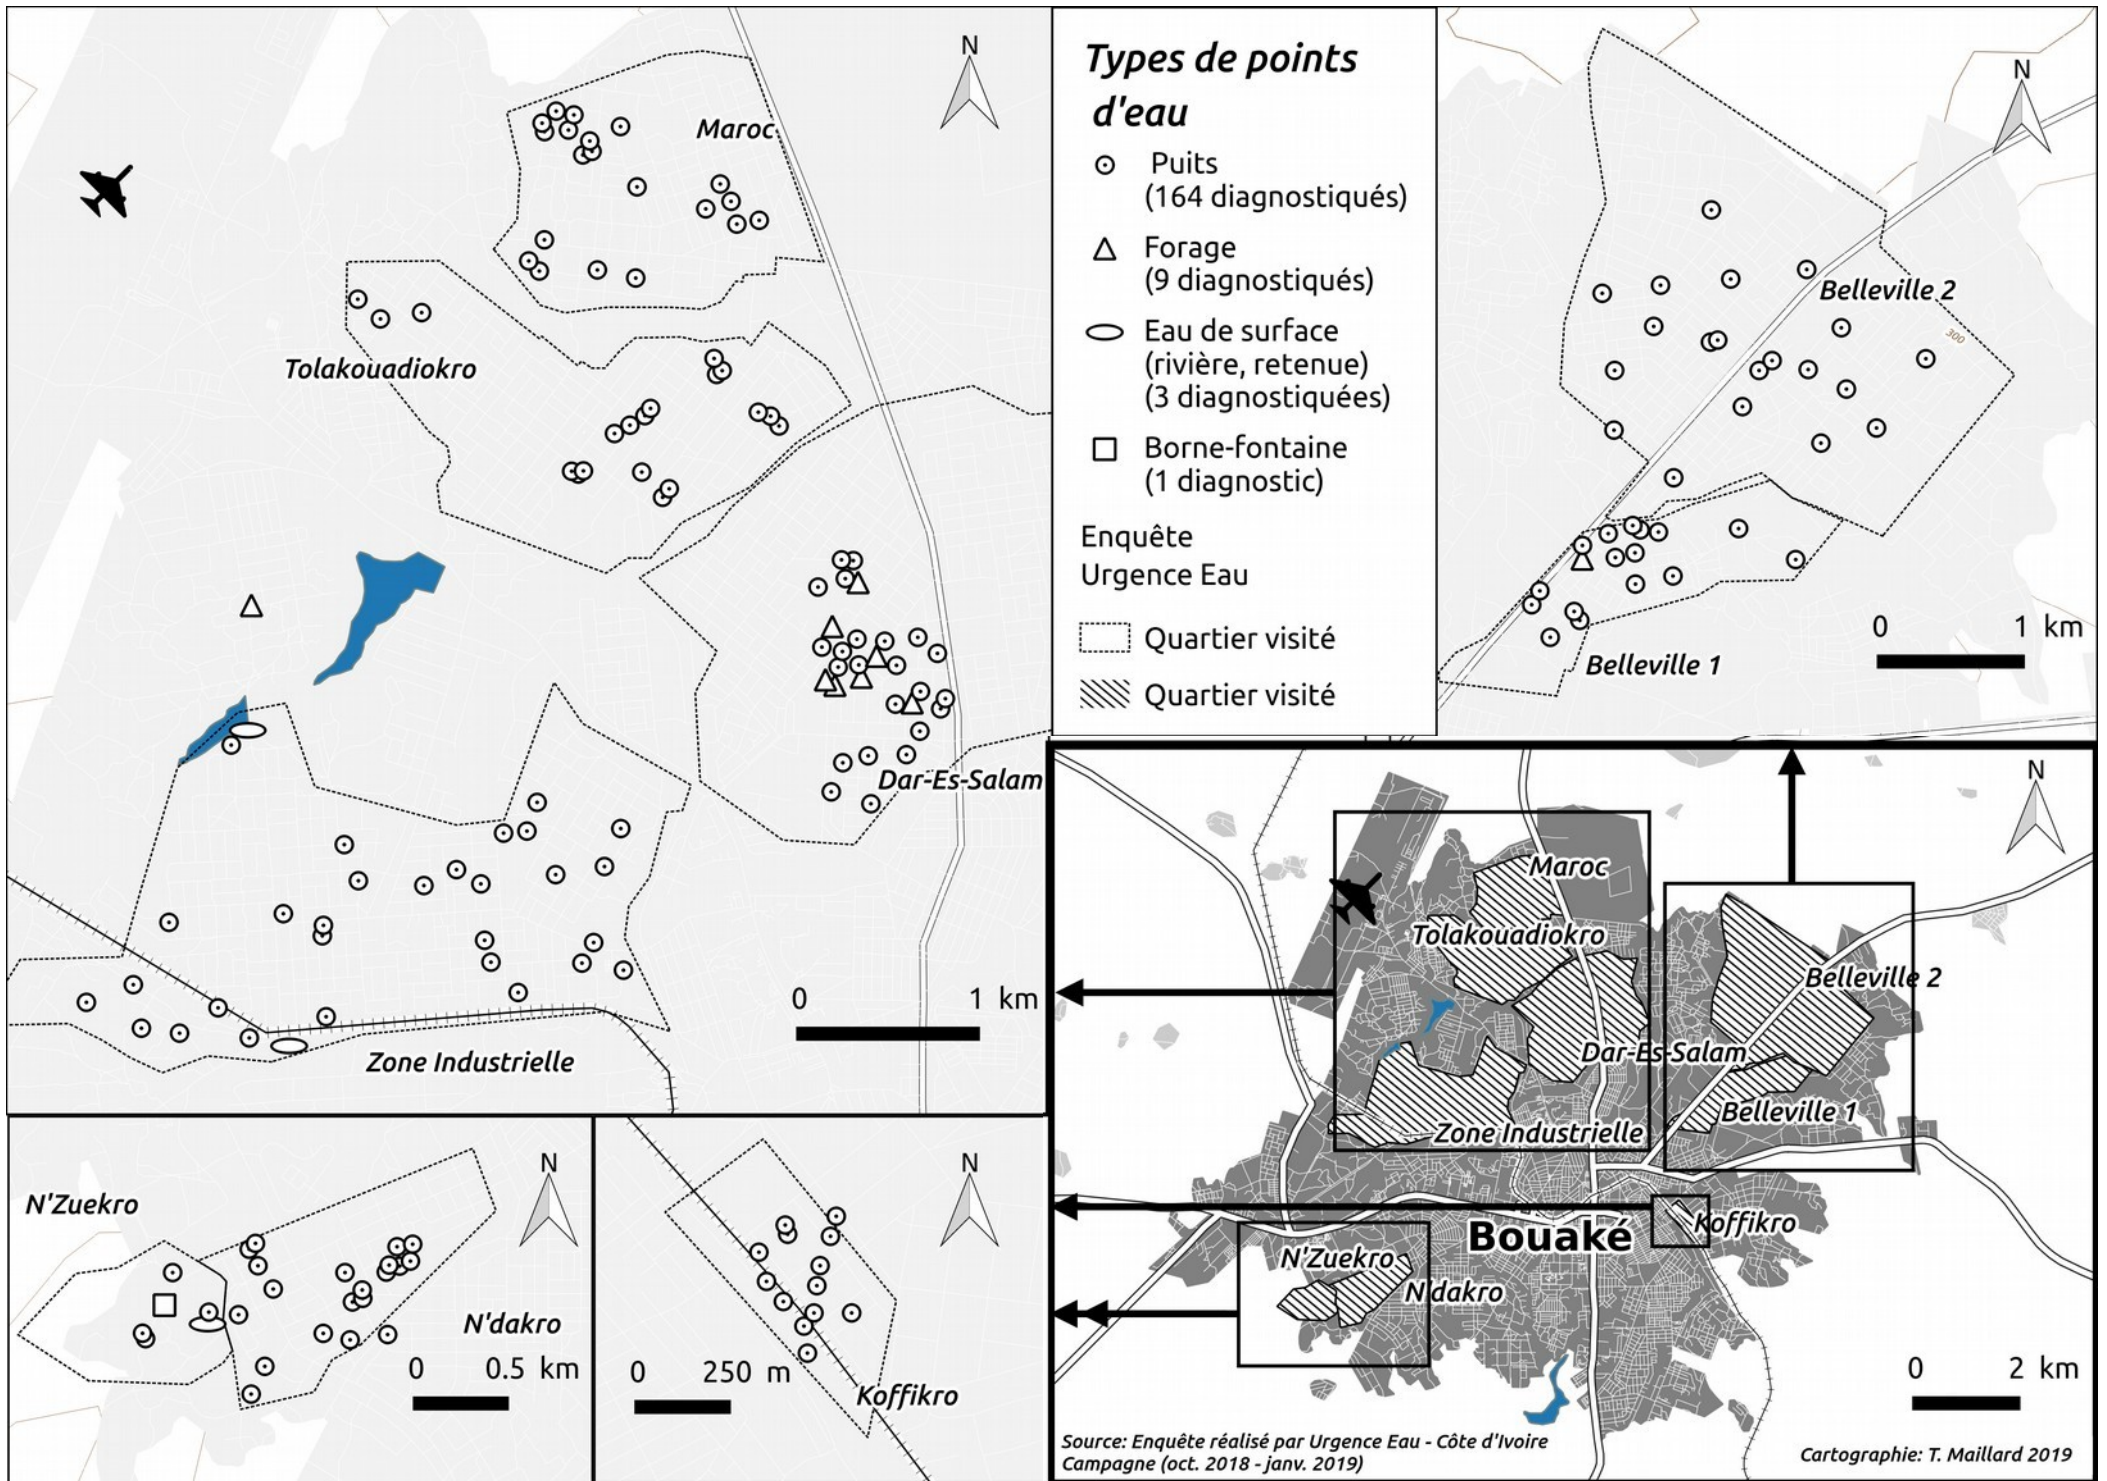 N
Maroc
Tolakouadiokro
Dar-Es-Salam
0 1 km
Zone Industrielle
Types de points
d'eau
Puits
(164 diagnostiqués)
Forage
(9 diagnostiqués)
Eau de surface
(rivière, retenue)
(3 diagnostiquées)
Borne-fontaine
(1 diagnostic)
Enquête
Urgence Eau
Quartier visité
Quartier visité
N
Belleville 2
300
0 1 km
Belleville 1
N'Zuekro
N
N'dakro
0 0.5 km
N
0 250 m
Koffikro
N
Maroc
Tolakouadiokro
Belleville 2
Dar-Es-Salam
Belleville 1
Zone Industrielle
Koffikro
Bouaké
N'Zuekro
N'dakro
0 2 km
Source: Enquête réalisé par Urgence Eau - Côte d'Ivoire
Campagne (oct. 2018 - janv. 2019)
Cartographie: T. Maillard 2019